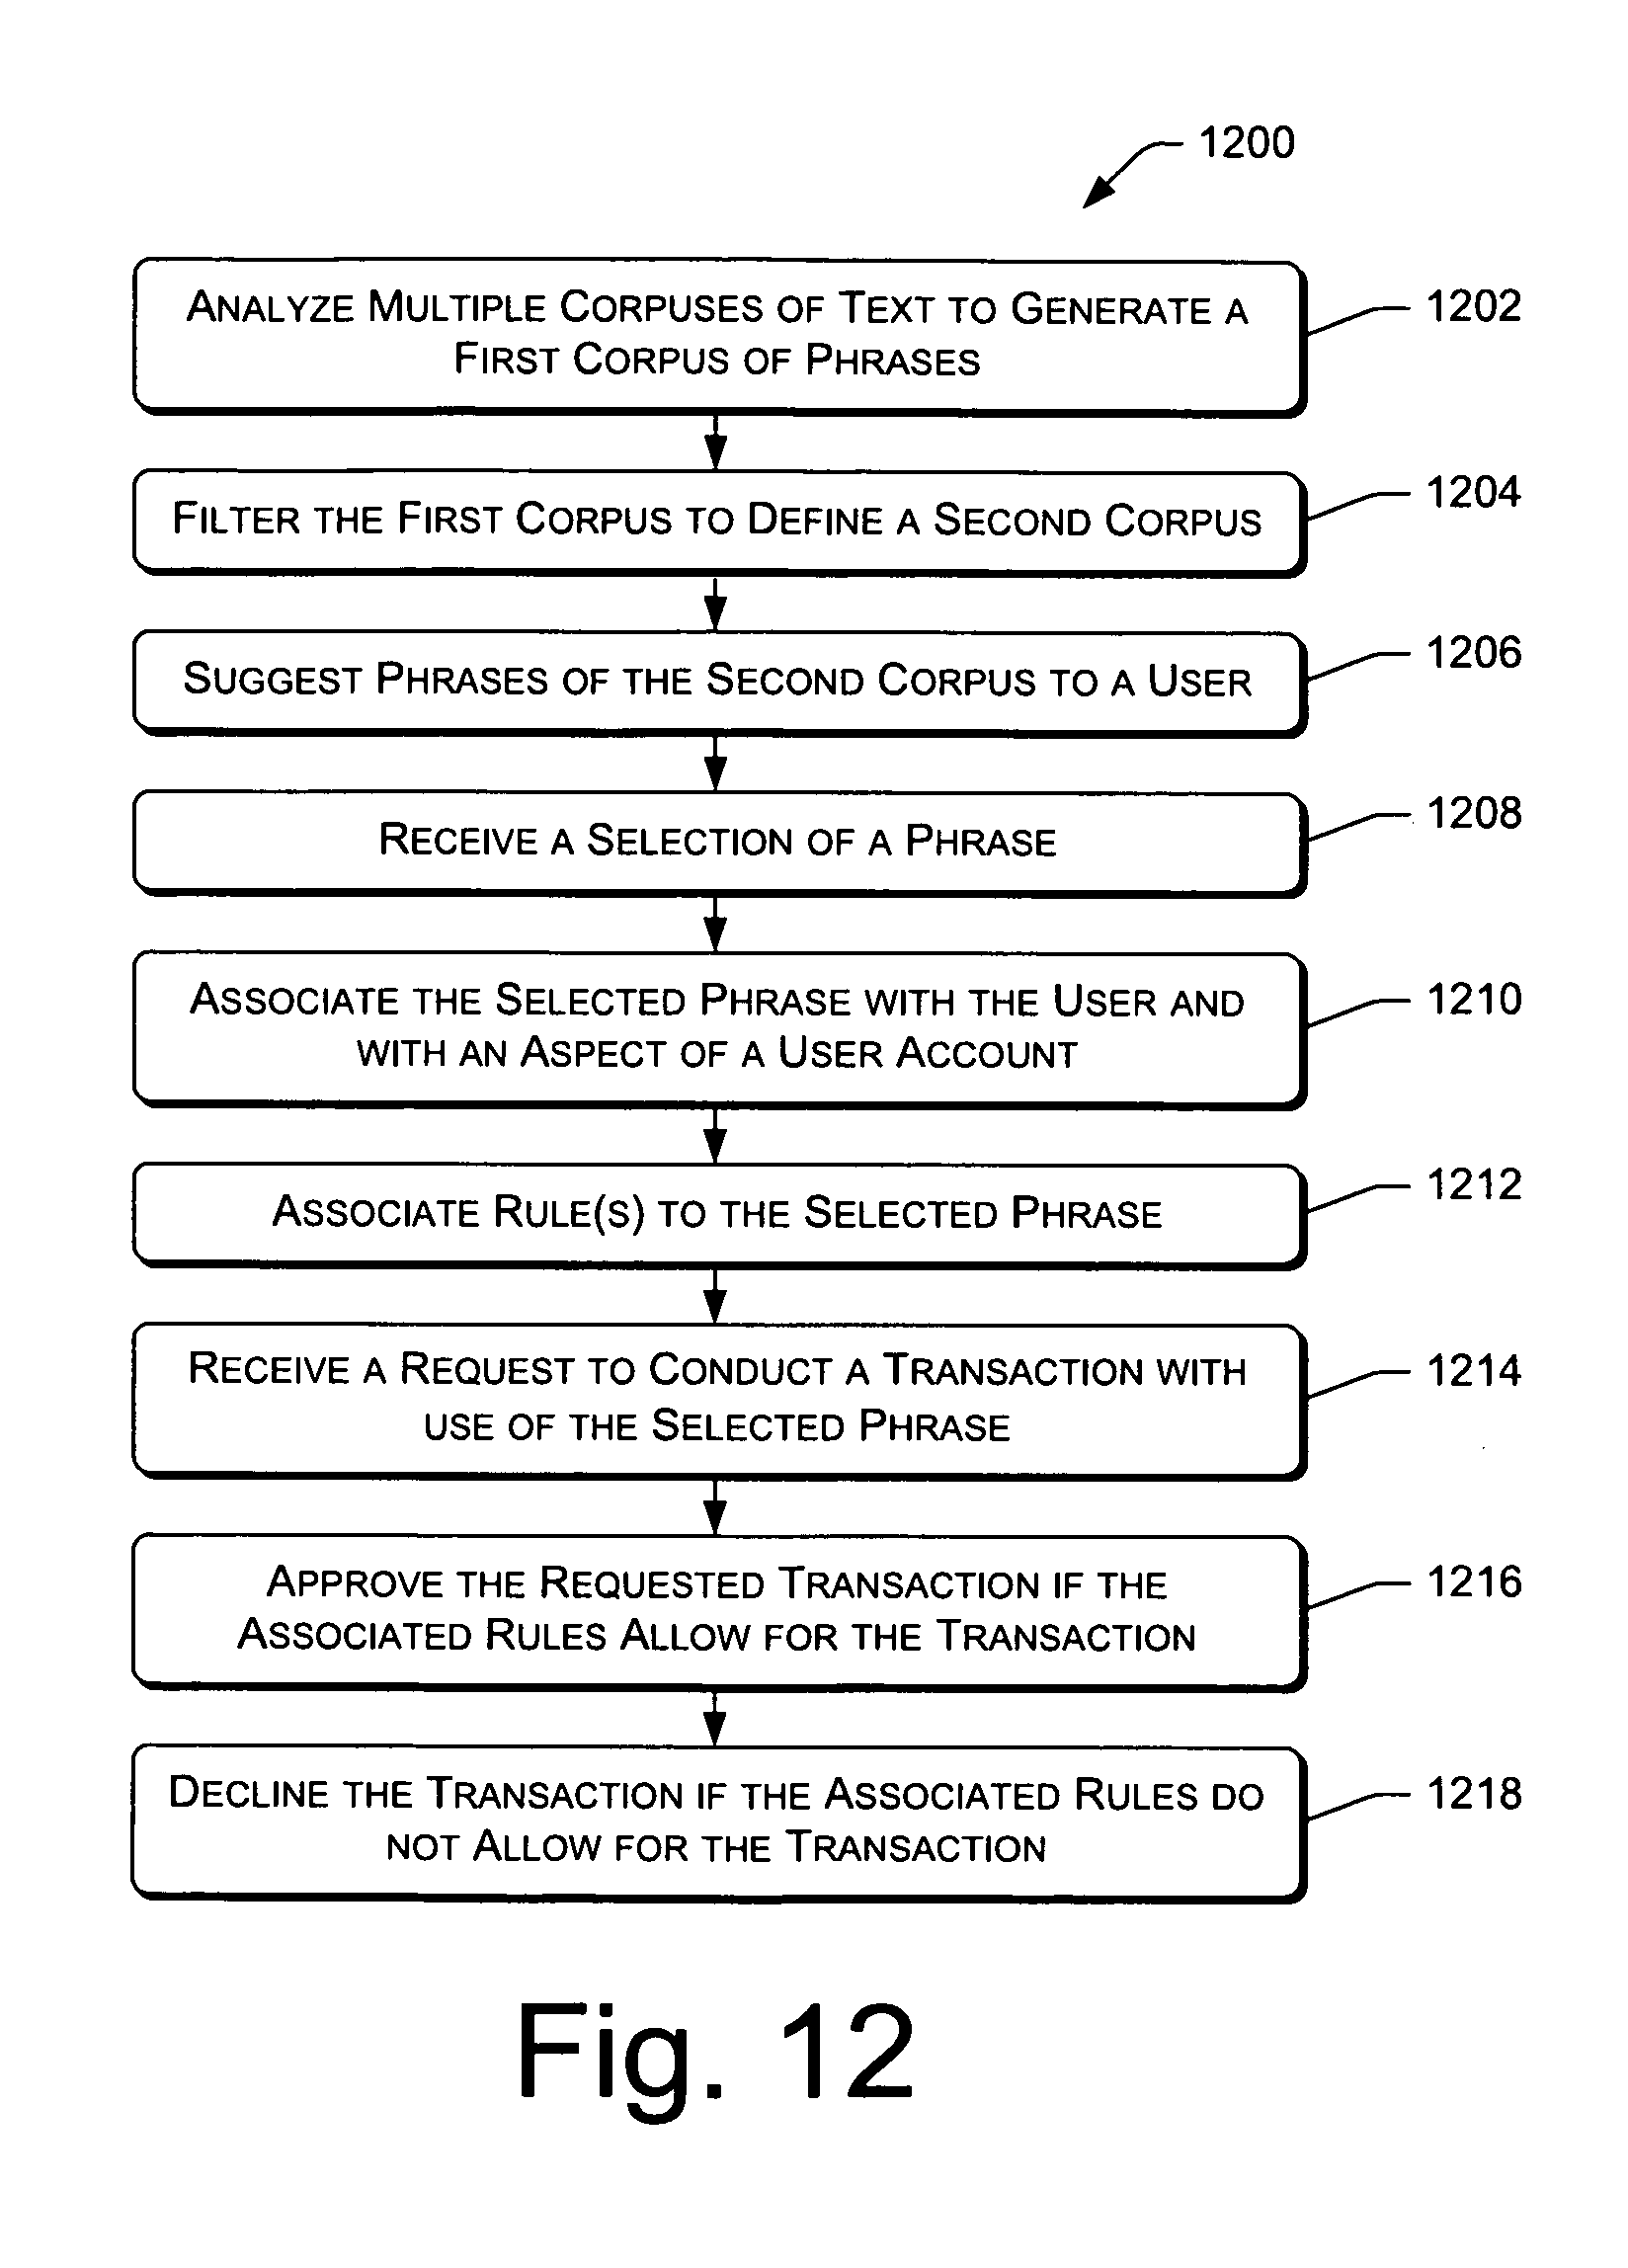 1200
ANALYZE MULTIPLE CORPUSES OF TEXT TO GENERATE A
FIRST CORPUS OF PHRASES
1202
FILTER THE FIRST CORPUS TO DEFINE A SECOND CORPUS
1204
SUGGEST PHRASES OF THE SECOND CORPUS TO A USER
1206
RECEIVE A SELECTION OF A PHRASE
1208
ASSOCIATE THE SELECTED PHRASE WITH THE USER AND
WITH AN ASPECT OF A USER ACCOUNT
1210
ASSOCIATE RULE(S) TO THE SELECTED PHRASE
1212
RECEIVE A REQUEST TO CONDUCT A TRANSACTION WITH
USE OF THE SELECTED PHRASE
1214
APPROVE THE REQUESTED TRANSACTION IF THE
ASSOCIATED RULES ALLOW FOR THE TRANSACTION
1216
DECLINE THE TRANSACTION IF THE ASSOCIATED RULES DO
NOT ALLOW FOR THE TRANSACTION
1218
Fig. 12